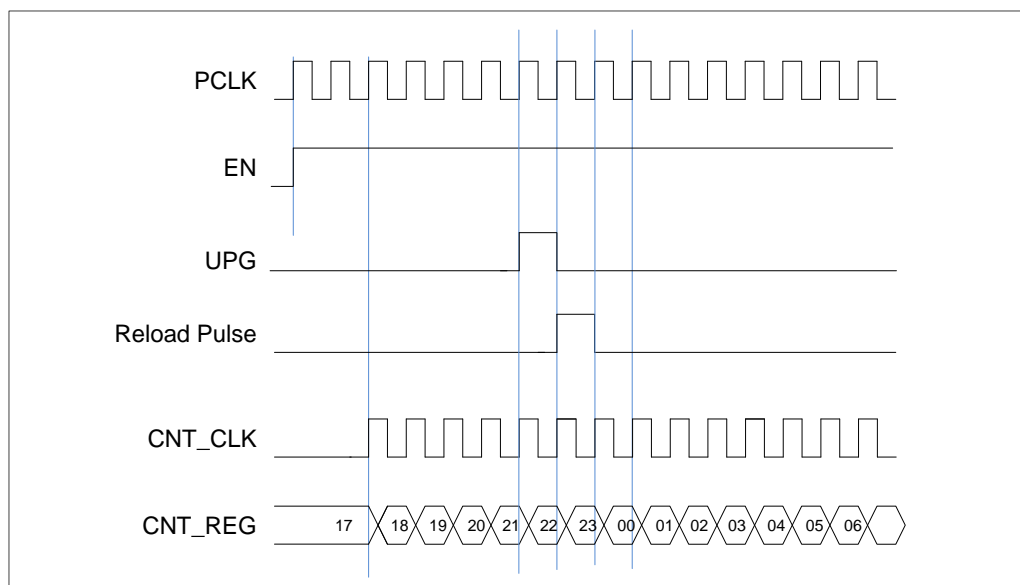 PCLK
EN
UPG
Reload Pulse
CNT_CLK
CNT_REG 17 18 19 20 21 22 23 00 01 02 03 04 05 06